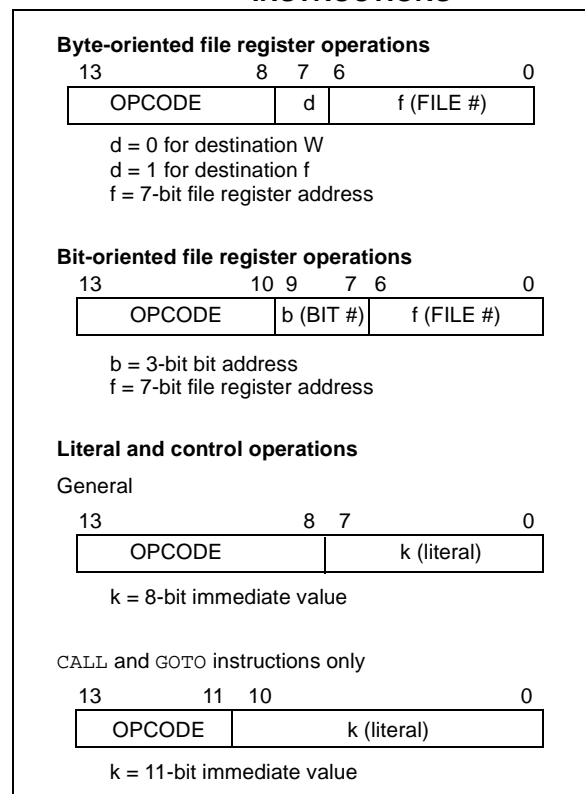 INSTRUCTIONS
Byte-oriented file register operations
13 8 7 6 0
OPCODE d f (FILE #)
d = 0 for destination W
d = 1 for destination f
f = 7-bit file register address
Bit-oriented file register operations
13 10 9 7 6 0
OPCODE b (BIT #) f (FILE #)
b = 3-bit bit address
f = 7-bit file register address
Literal and control operations
General
13 8 7 0
OPCODE k (literal)
k = 8-bit immediate value
CALL and GOTO instructions only
13 11 10 0
OPCODE k (literal)
k = 11-bit immediate value